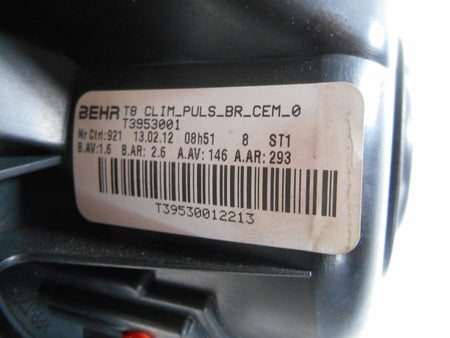 BEHR T8 CLIM_PULS_BR_CEM_0
T3953001
Nr Ctrl:921 13.02.12 08h51 8 ST1
B.AV:1.6 B.AR: 2.6 A.AV: 146 A.AR: 293
T39530012213